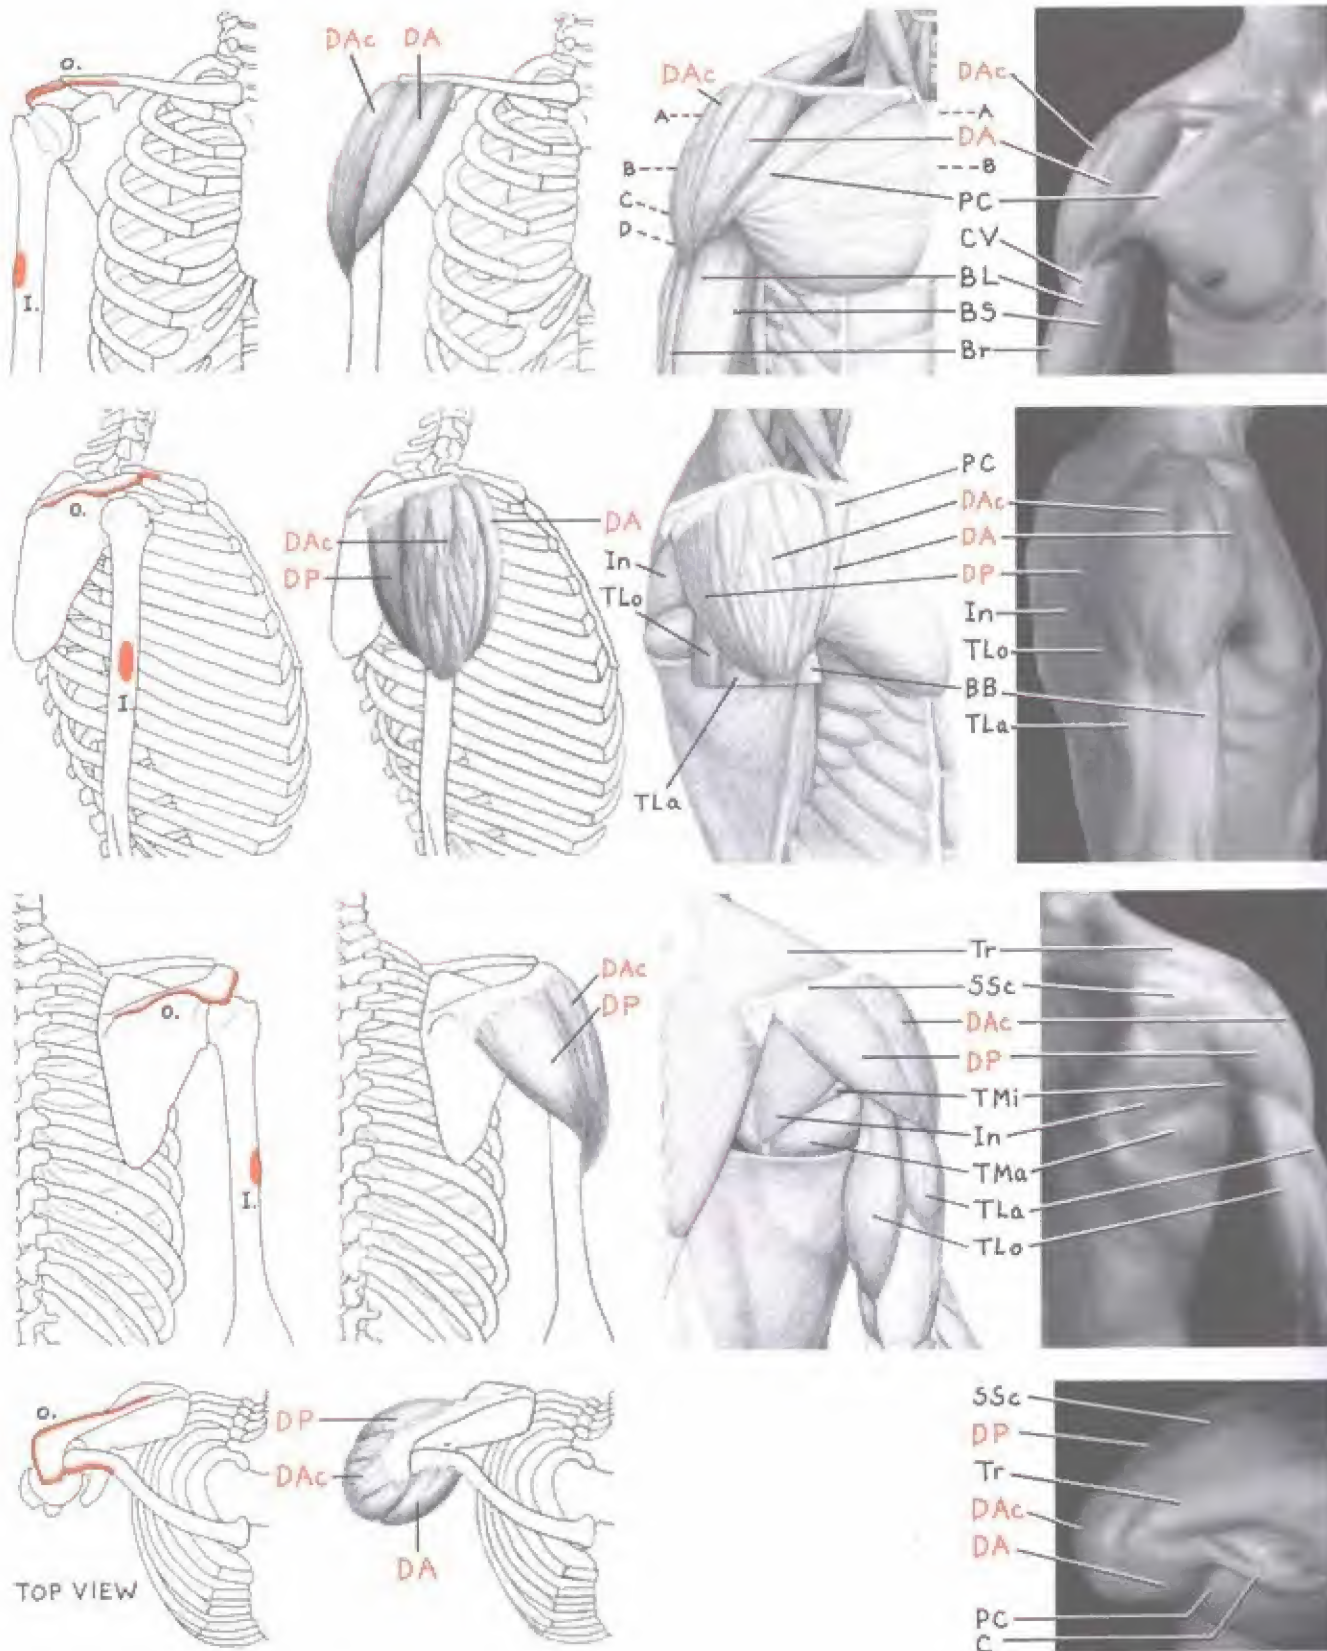 o.
I.
DAc DA
DAc
A
B
C
D
A
DA
B
PC
CV
BL
BS
Br
DAc
o.
I.
DAc
DP
DA
In
TLo
TLa
PC
DAc
DA
DP
In
TLo
BB
TLa
o.
I.
DAc
DP
Tr
SSc
DAc
DP
TMi
In
TMa
TLa
TLo
o.
TOP VIEW
DP
DAc
DA
SSc
DP
Tr
DAc
DA
PC
C